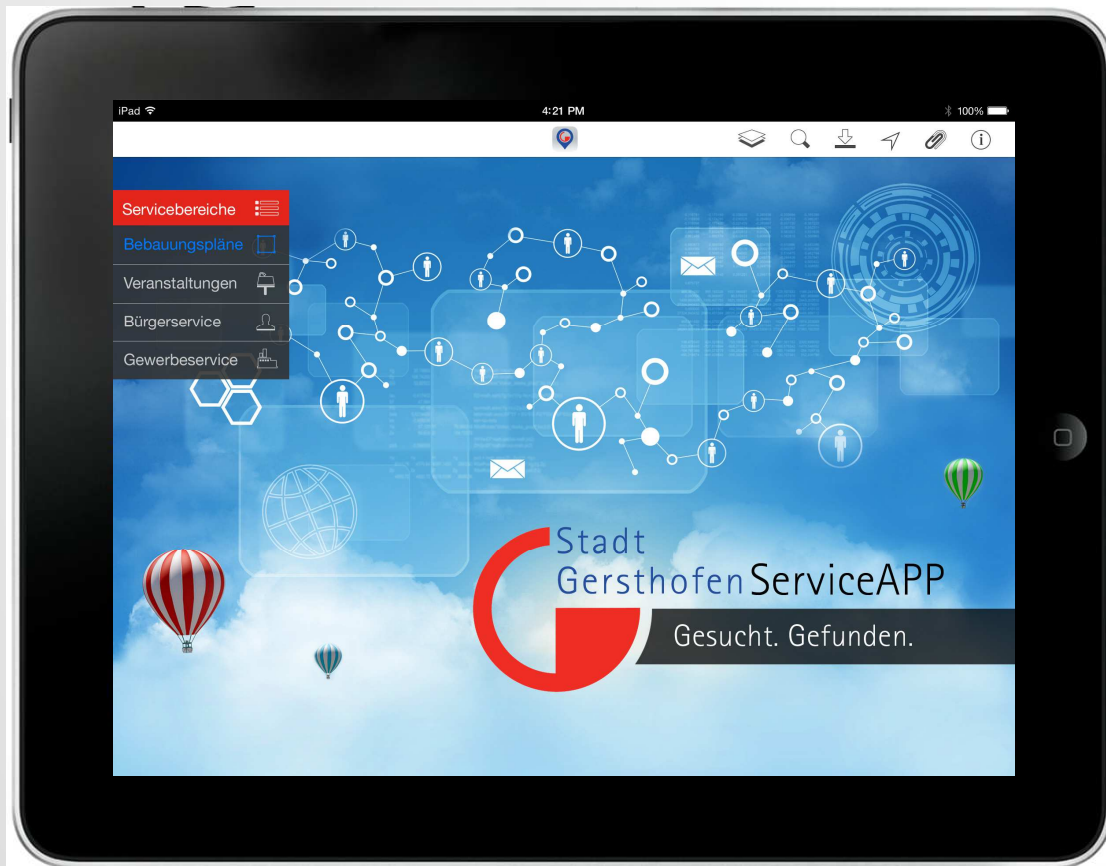 iPad
4:21 PM
100%
Servicebereiche
Bebauungspläne
Veranstaltungen
Bürgerservice
Gewerbeservice
Stadt
Gersthofen ServiceAPP
Gesucht. Gefunden.